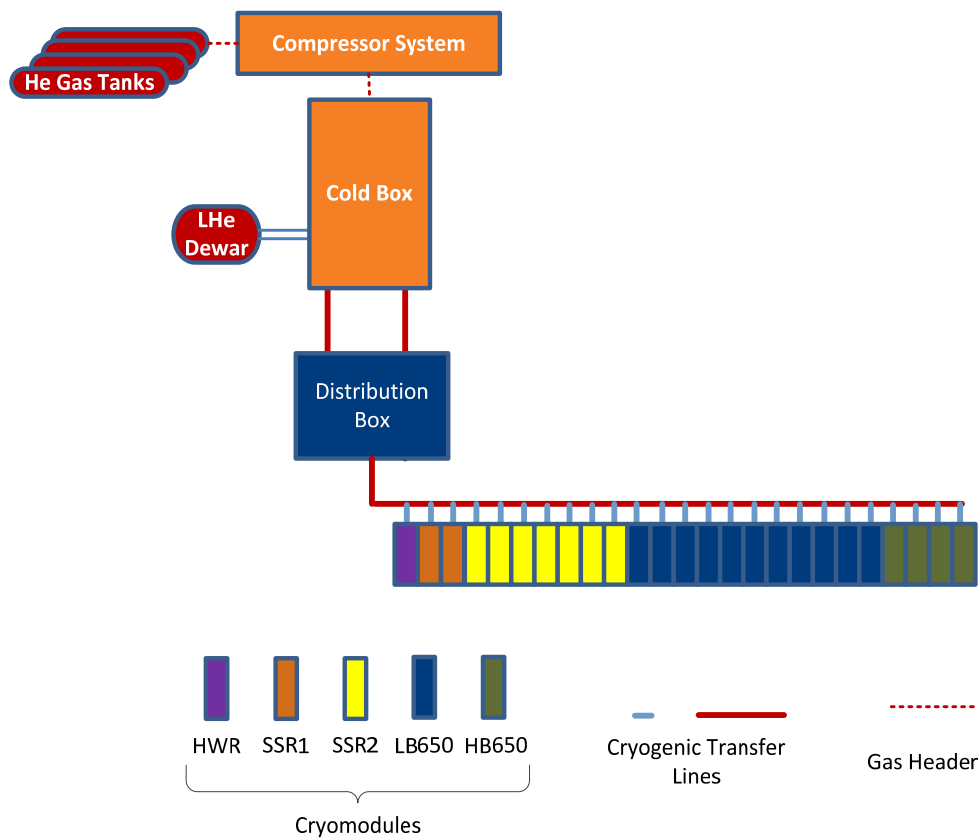 Compressor System
He Gas Tanks
Cold Box
LHe
Dewar
Distribution
Box
HWR
SSR1
SSR2
LB650
HB650
Cryogenic Transfer
Lines
Gas Header
Cryomodules